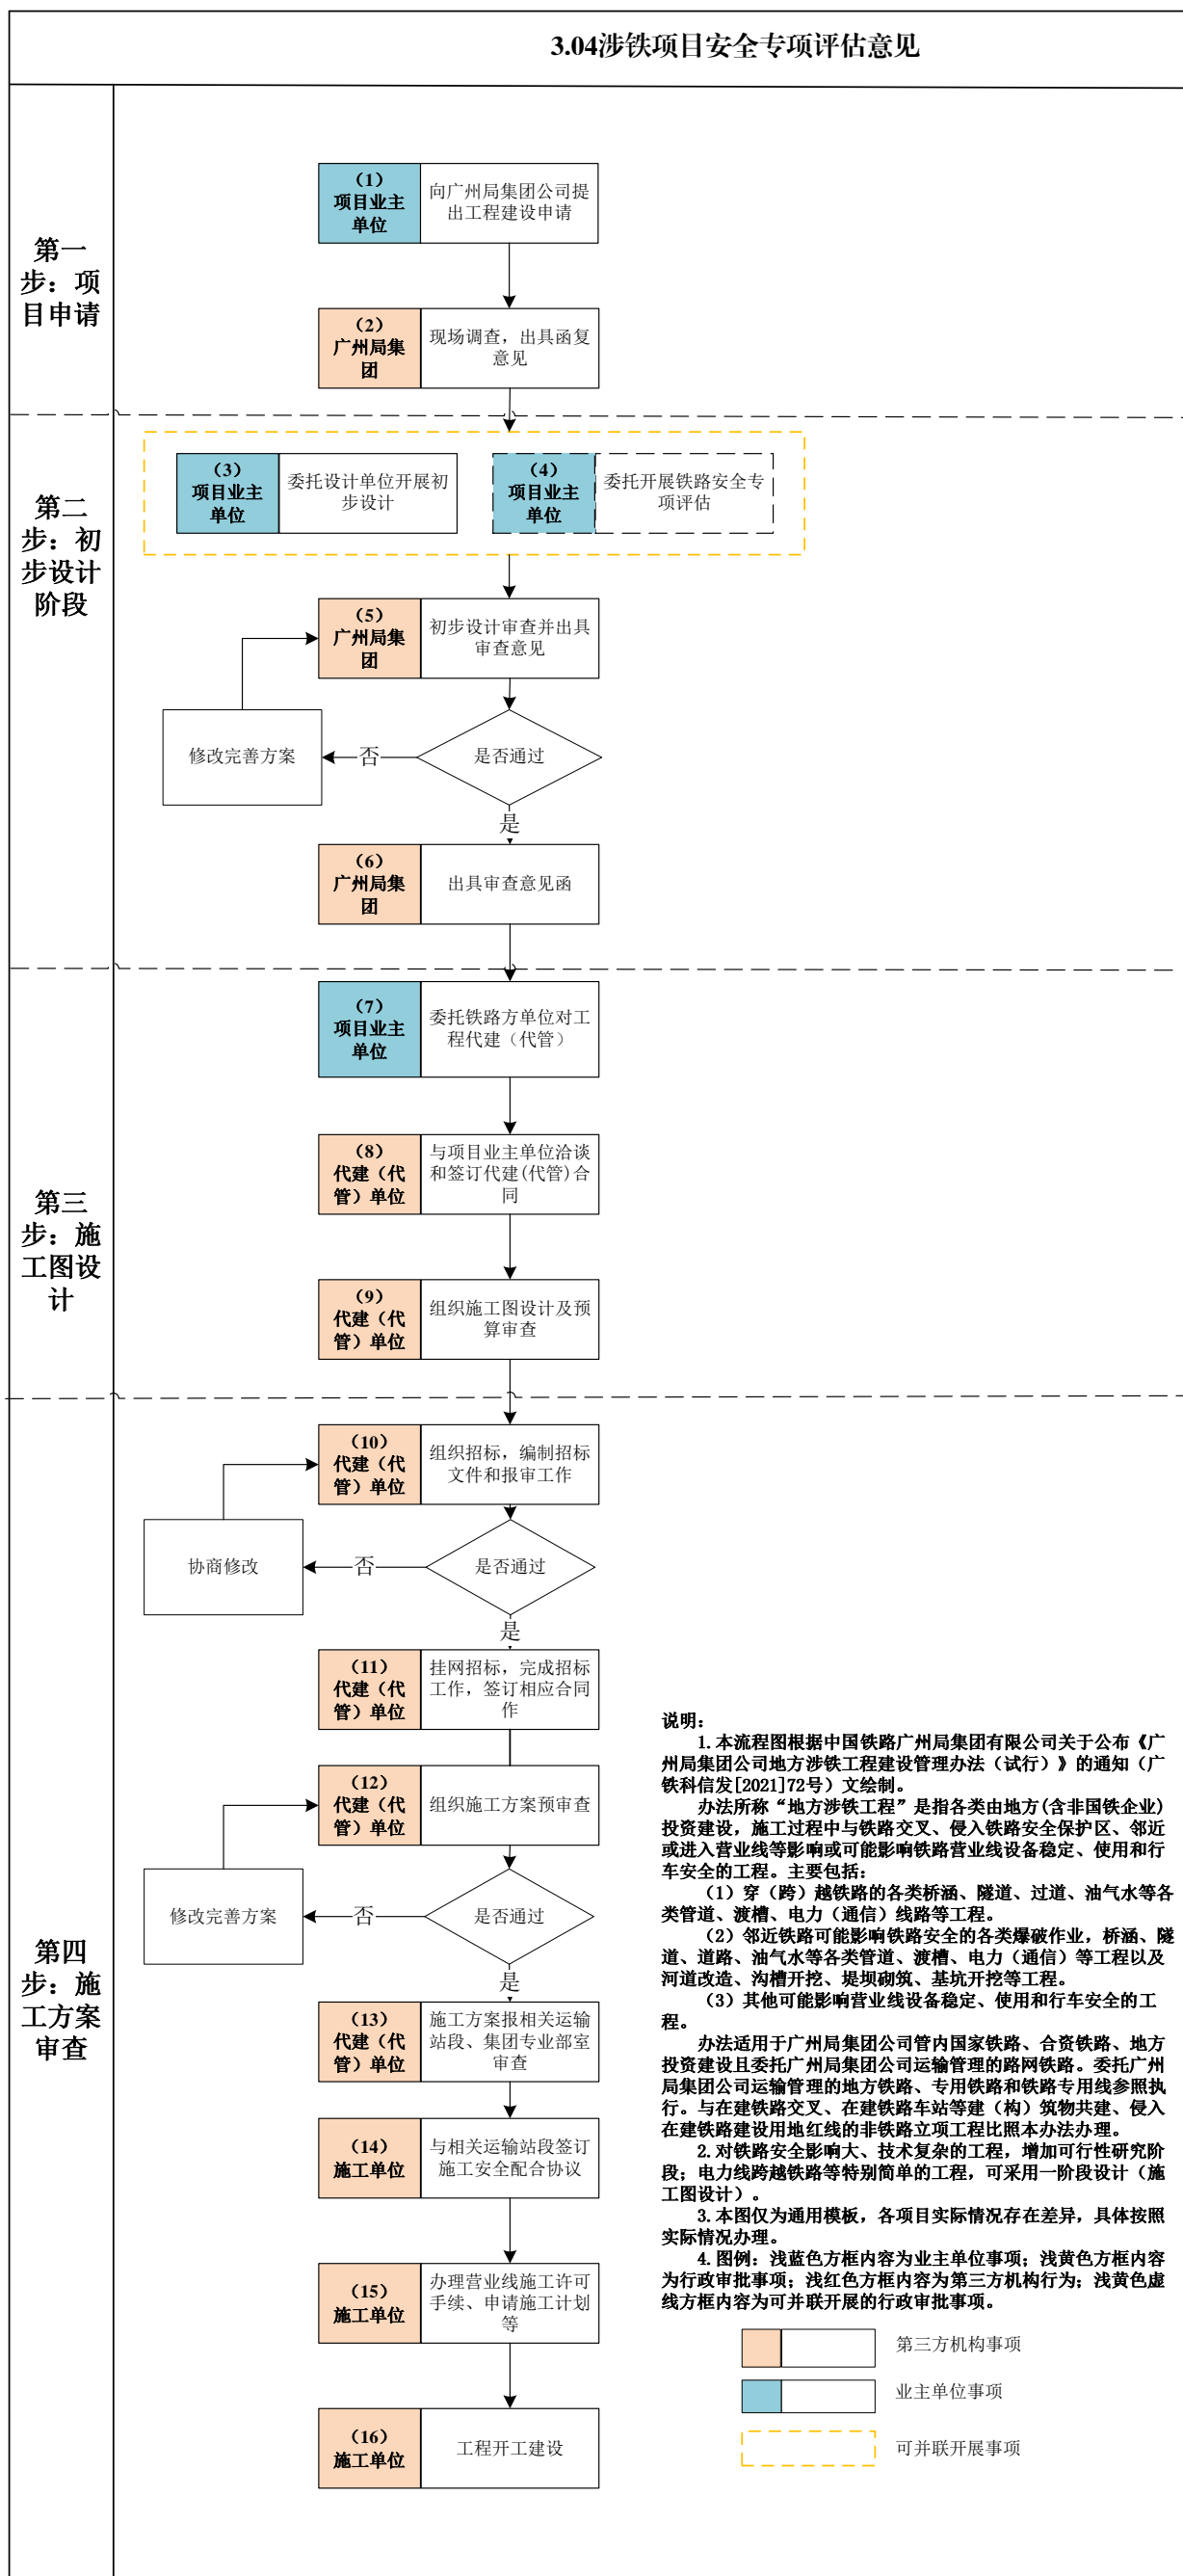 3.04涉铁项目安全专项评估意见
第一
步：项
目申请
（1）
项目业主
单位
向广州局集团公司提
出工程建设申请
（2）
广州局集
团
现场调查，出具函复
意见
第二
步：初
步设计
阶段
（3）
项目业主
单位
委托设计单位开展初
步设计
（4）
项目业主
单位
委托开展铁路安全专
项评估
（5）
广州局集
团
初步设计审查并出具
审查意见
修改完善方案
否
是否通过
是
（6）
广州局集
团
出具审查意见函
第三
步：施
工图设
计
（7）
项目业主
单位
委托铁路方单位对工
程代建（代管）
（8）
代建（代
管）单位
与项目业主单位洽谈
和签订代建(代管)合
同
（9）
代建（代
管）单位
组织施工图设计及预
算审查
第四
步：施
工方案
审查
（10）
代建（代
管）单位
组织招标，编制招标
文件和报审工作
协商修改
否
是否通过
是
（11）
代建（代
管）单位
挂网招标，完成招标
工作，签订相应合同
作
（12）
代建（代
管）单位
组织施工方案预审查
修改完善方案
否
是否通过
是
（13）
代建（代
管）单位
施工方案报相关运输
站段、集团专业部室
审查
（14）
施工单位
与相关运输站段签订
施工安全配合协议
（15）
施工单位
办理营业线施工许可
手续、申请施工计划
等
（16）
施工单位
工程开工建设
说明：
1.本流程图根据中国铁路广州局集团有限公司关于公布《广
州局集团公司地方涉铁工程建设管理办法（试行）》的通知（广
铁科信发[2021]72号）文绘制。
办法所称“地方涉铁工程”是指各类由地方(含非国铁企业)
投资建设，施工过程中与铁路交叉、侵入铁路安全保护区、邻近
或进入营业线等影响或可能影响铁路营业线设备稳定、使用和行
车安全的工程。主要包括：
（1）穿（跨）越铁路的各类桥涵、隧道、过道、油气水等各
类管道、渡槽、电力（通信）线路等工程。
（2）邻近铁路可能影响铁路安全的各类爆破作业，桥涵、隧
道、道路、油气水等各类管道、渡槽、电力（通信）等工程以及
河道改造、沟槽开挖、堤坝砌筑、基坑开挖等工程。
（3）其他可能影响营业线设备稳定、使用和行车安全的工
程。
办法适用于广州局集团公司管内国家铁路、合资铁路、地方
投资建设且委托广州局集团公司运输管理的路网铁路。委托广州
局集团公司运输管理的地方铁路、专用铁路和铁路专用线参照执
行。与在建铁路交叉、在建铁路车站等建（构）筑物共建、侵入
在建铁路建设用地红线的非铁路立项工程比照本办法办理。
2.对铁路安全影响大、技术复杂的工程，增加可行性研究阶
段；电力线跨越铁路等特别简单的工程，可采用一阶段设计（施
工图设计）。
3.本图仅为通用模板，各项目实际情况存在差异，具体按照
实际情况办理。
4.图例：浅蓝色方框内容为业主单位事项；浅黄色方框内容
为行政审批事项；浅红色方框内容为第三方机构行为；浅黄色虚
线方框内容为可并联开展的行政审批事项。
第三方机构事项
业主单位事项
可并联开展事项